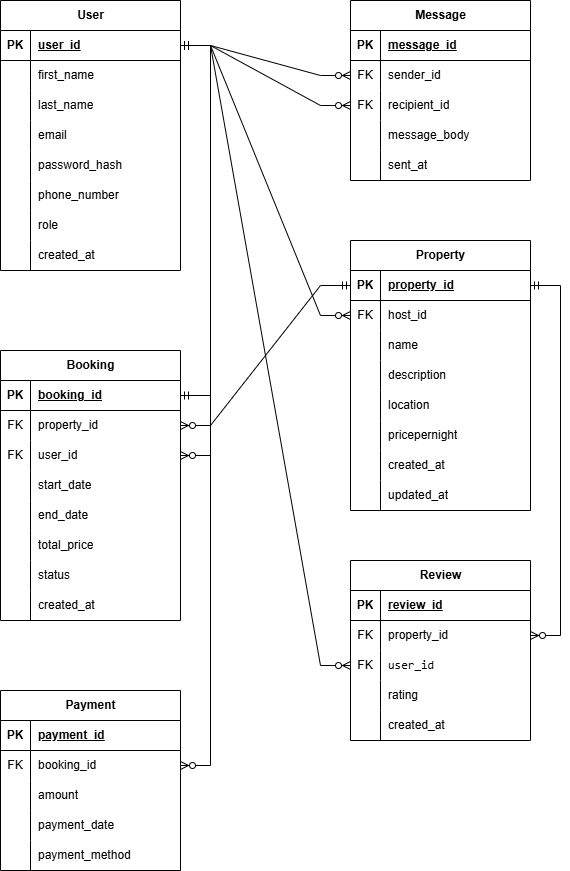 User
PK user_id
first_name
last_name
email
password_hash
phone_number
role
created_at
Message
PK message_id
FK sender_id
FK recipient_id
message_body
sent_at
Property
PK property_id
FK host_id
name
description
location
pricepernight
created_at
updated_at
Booking
PK booking_id
FK property_id
FK user_id
start_date
end_date
total_price
status
created_at
Review
PK review_id
FK property_id
FK user_id
rating
created_at
Payment
PK payment_id
FK booking_id
amount
payment_date
payment_method